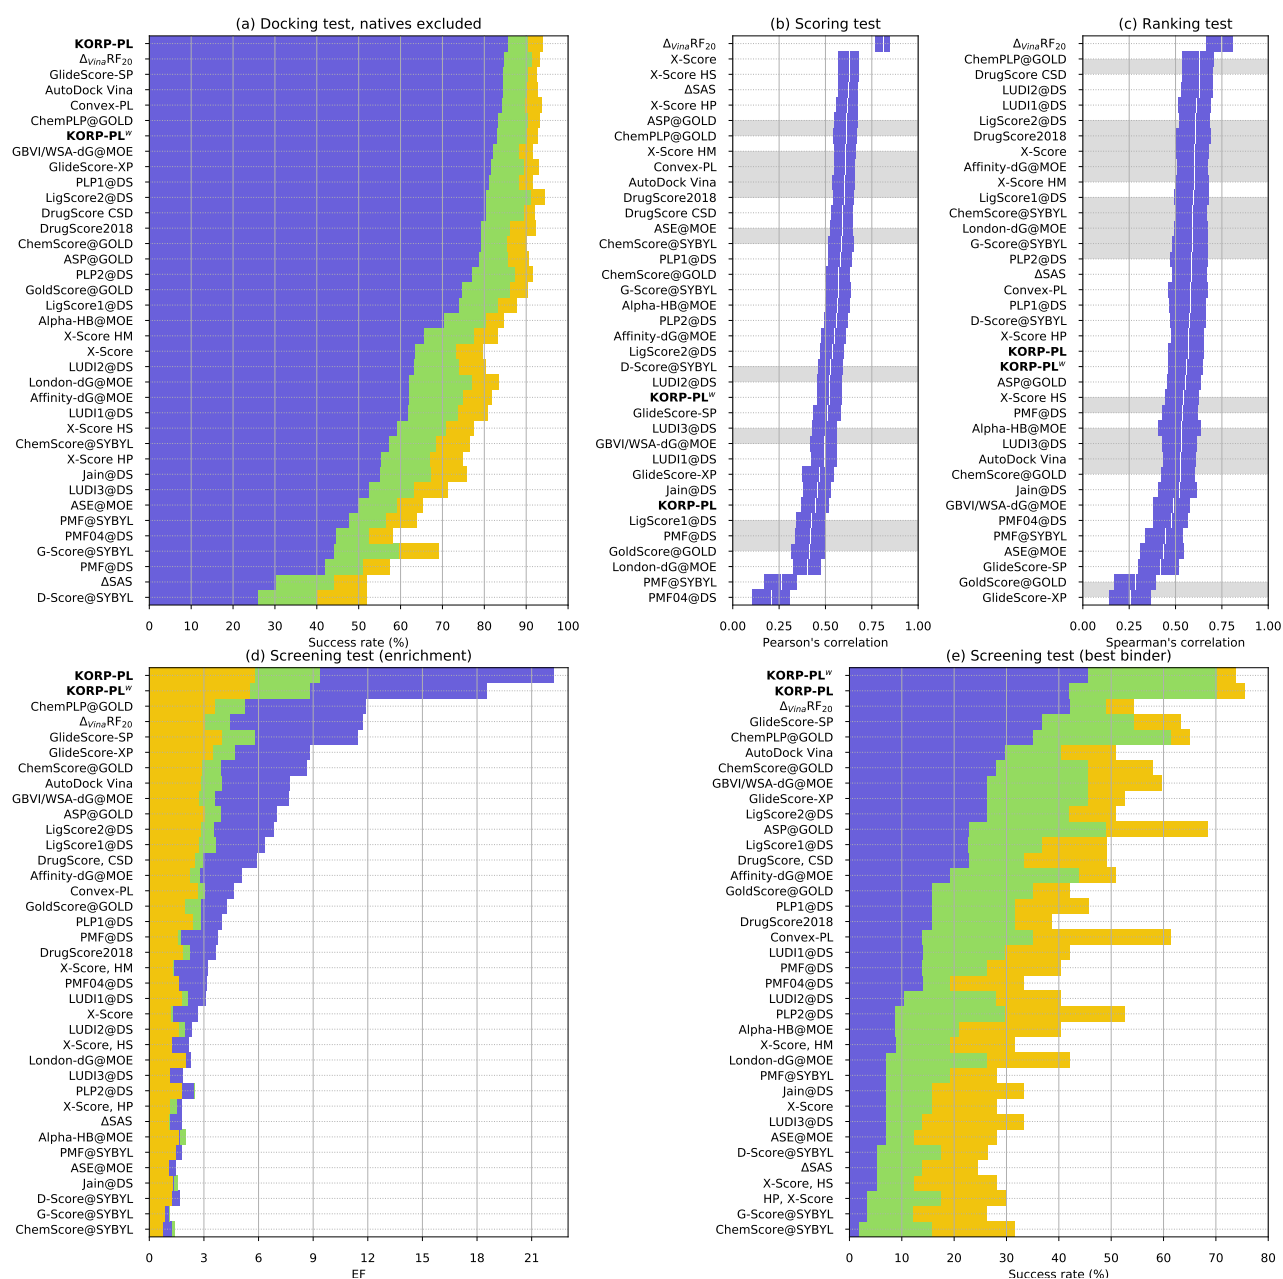 (a) Docking test, natives excluded
KORP-PL
Δ_VinaRF_20
GlideScore-SP
AutoDock Vina
Convex-PL
ChemPLP@GOLD
KORP-PL^w
GBVI/WSA-dG@MOE
GlideScore-XP
PLP1@DS
LigScore2@DS
DrugScore CSD
DrugScore2018
ChemScore@GOLD
ASP@GOLD
PLP2@DS
GoldScore@GOLD
LigScore1@DS
Alpha-HB@MOE
X-Score HM
X-Score
LUDI2@DS
London-dG@MOE
Affinity-dG@MOE
LUDI1@DS
X-Score HS
ChemScore@SYBYL
X-Score HP
Jain@DS
LUDI3@DS
ASE@MOE
PMF@SYBYL
PMF04@DS
G-Score@SYBYL
PMF@DS
ΔSAS
D-Score@SYBYL
0 10 20 30 40 50 60 70 80 90 100
Success rate (%)
(b) Scoring test
Δ_VinaRF_20
X-Score
X-Score HS
ΔSAS
X-Score HP
ASP@GOLD
ChemPLP@GOLD
X-Score HM
Convex-PL
AutoDock Vina
DrugScore2018
DrugScore CSD
ASE@MOE
ChemScore@SYBYL
PLP1@DS
ChemScore@GOLD
G-Score@SYBYL
Alpha-HB@MOE
PLP2@DS
Affinity-dG@MOE
LigScore2@DS
D-Score@SYBYL
LUDI2@DS
KORP-PL^w
GlideScore-SP
LUDI3@DS
GBVI/WSA-dG@MOE
LUDI1@DS
GlideScore-XP
Jain@DS
KORP-PL
LigScore1@DS
PMF@DS
GoldScore@GOLD
London-dG@MOE
PMF@SYBYL
PMF04@DS
0.00 0.25 0.50 0.75 1.00
Pearson's correlation
(c) Ranking test
Δ_VinaRF_20
ChemPLP@GOLD
DrugScore CSD
LUDI2@DS
LUDI1@DS
LigScore2@DS
DrugScore2018
X-Score
Affinity-dG@MOE
X-Score HM
LigScore1@DS
ChemScore@SYBYL
London-dG@MOE
G-Score@SYBYL
PLP2@DS
ΔSAS
Convex-PL
PLP1@DS
D-Score@SYBYL
X-Score HP
KORP-PL
KORP-PL^w
ASP@GOLD
X-Score HS
PMF@DS
Alpha-HB@MOE
LUDI3@DS
AutoDock Vina
ChemScore@GOLD
Jain@DS
GBVI/WSA-dG@MOE
PMF04@DS
PMF@SYBYL
ASE@MOE
GlideScore-SP
GoldScore@GOLD
GlideScore-XP
0.00 0.25 0.50 0.75 1.00
Spearman's correlation
(d) Screening test (enrichment)
KORP-PL
KORP-PL^w
ChemPLP@GOLD
Δ_VinaRF_20
GlideScore-SP
GlideScore-XP
ChemScore@GOLD
AutoDock Vina
GBVI/WSA-dG@MOE
ASP@GOLD
LigScore2@DS
LigScore1@DS
DrugScore, CSD
Affinity-dG@MOE
Convex-PL
GoldScore@GOLD
PLP1@DS
PMF@DS
DrugScore2018
X-Score, HM
PMF04@DS
LUDI1@DS
X-Score
LUDI2@DS
X-Score, HS
London-dG@MOE
LUDI3@DS
PLP2@DS
X-Score, HP
ΔSAS
Alpha-HB@MOE
PMF@SYBYL
ASE@MOE
Jain@DS
D-Score@SYBYL
G-Score@SYBYL
ChemScore@SYBYL
0 3 6 9 12 15 18 21
EF
(e) Screening test (best binder)
KORP-PL^w
KORP-PL
Δ_VinaRF_20
GlideScore-SP
ChemPLP@GOLD
AutoDock Vina
ChemScore@GOLD
GBVI/WSA-dG@MOE
GlideScore-XP
LigScore2@DS
ASP@GOLD
LigScore1@DS
DrugScore, CSD
Affinity-dG@MOE
GoldScore@GOLD
PLP1@DS
DrugScore2018
Convex-PL
LUDI1@DS
PMF@DS
PMF04@DS
LUDI2@DS
PLP2@DS
Alpha-HB@MOE
X-Score, HM
London-dG@MOE
PMF@SYBYL
Jain@DS
X-Score
LUDI3@DS
ASE@MOE
D-Score@SYBYL
ΔSAS
X-Score, HS
HP, X-Score
G-Score@SYBYL
ChemScore@SYBYL
0 10 20 30 40 50 60 70 80
Success rate (%)